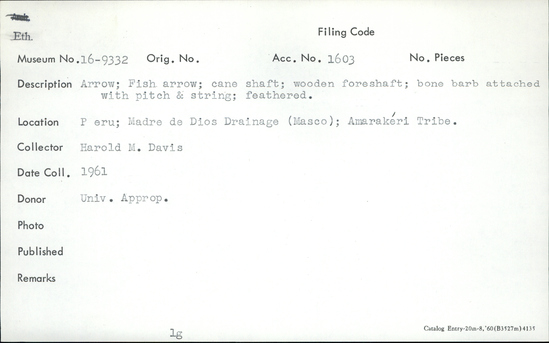 Eth.
Filing Code
Museum No. 16-9332 Orig. No. Acc. No. 1603 No. Pieces
Description Arrow; Fish arrow; cane shaft; wooden foreshaft; bone barb attached
with pitch & string; feathered.
Location P eru; Madre de Dios Drainage (Masco); Amarakéri Tribe.
Collector Harold M. Davis
Date Coll. 1961
Donor Univ. Approp.
Photo
Published
Remarks
lg
Catalog Entry-20m-8,'60(B3927m)4131